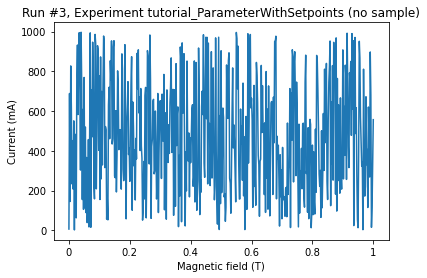 Run #3, Experiment tutorial_ParameterWithSetpoints (no sample)
1000
800
600
400
200
0
Current (mA)
0 0.2 0.4 0.6 0.8 1
Magnetic field (T)